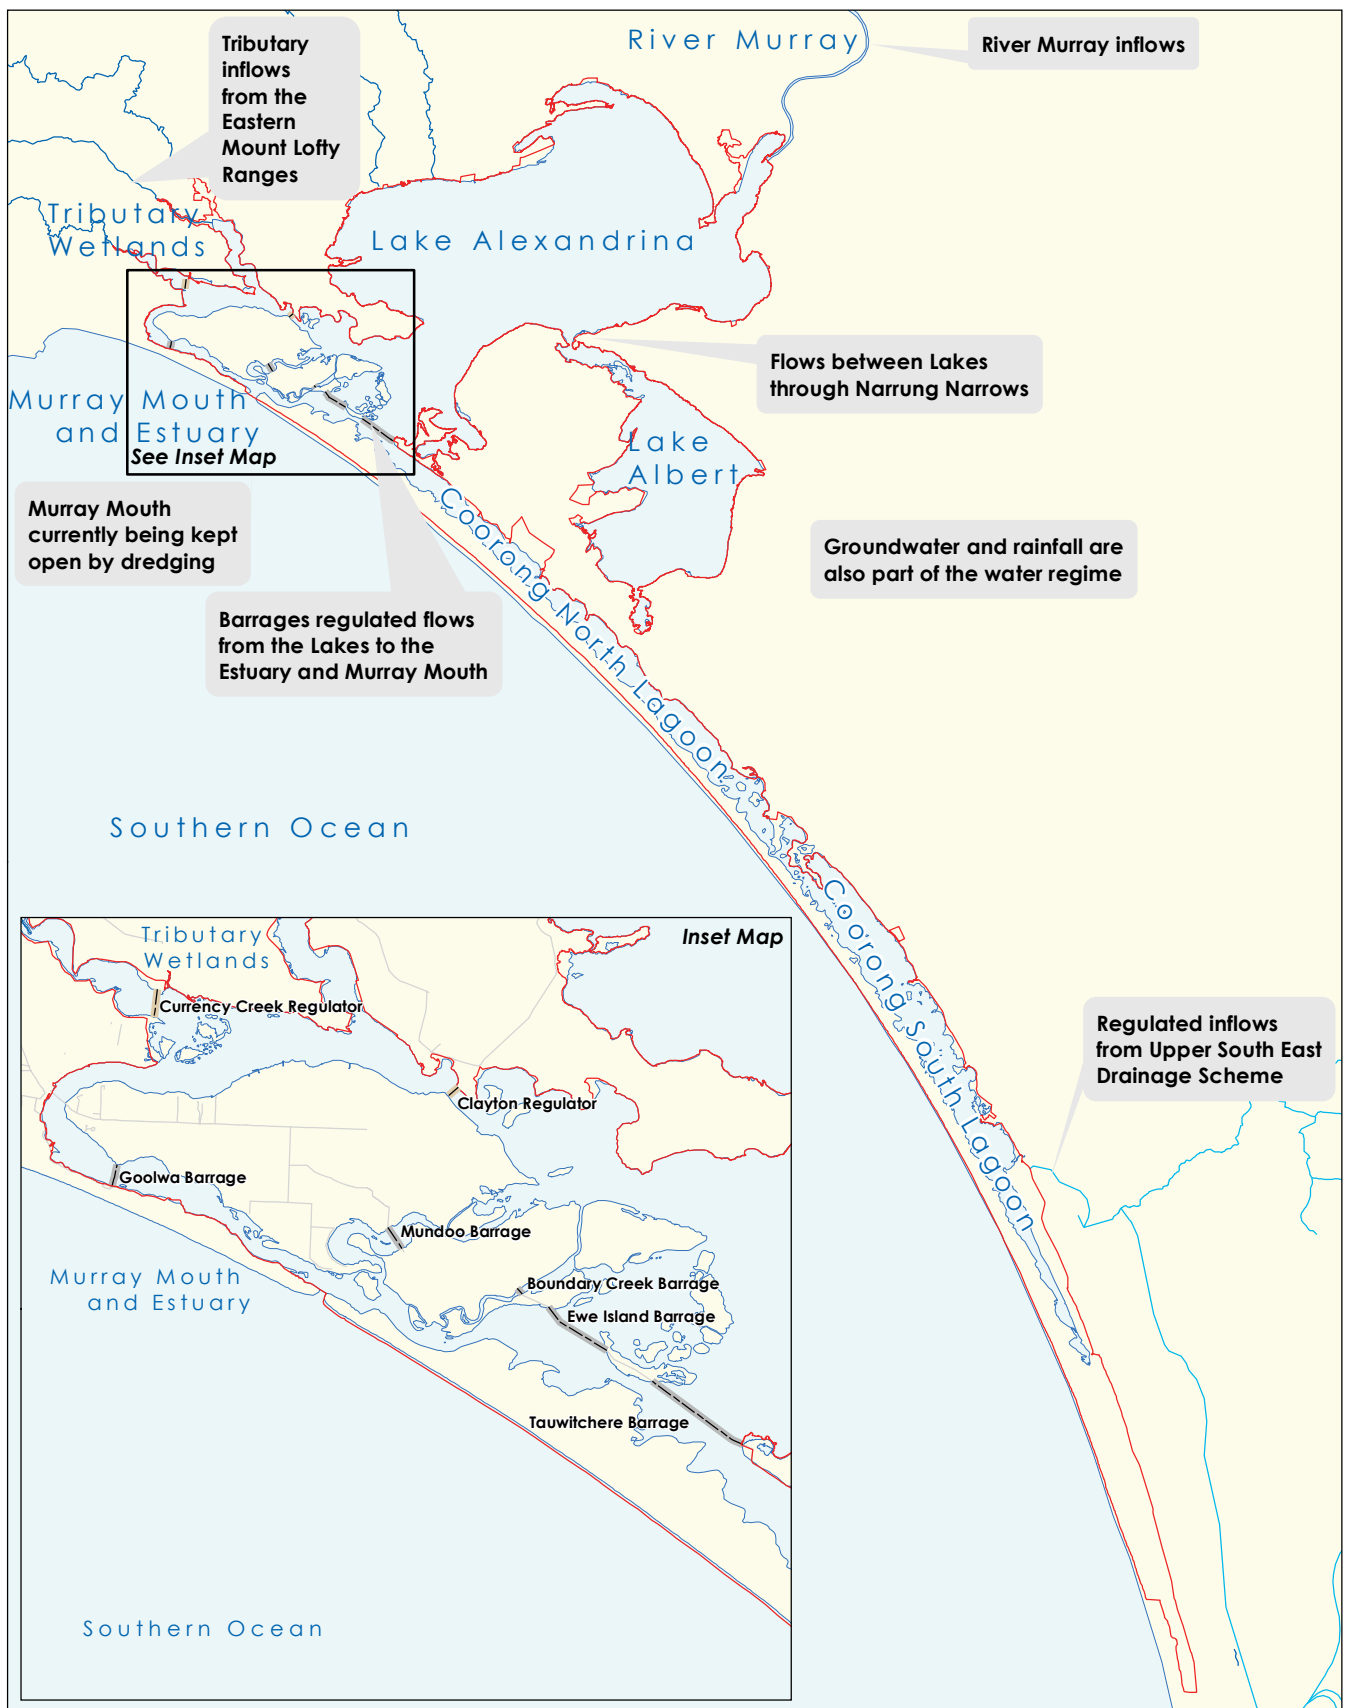 Tributary
inflows
from the
Eastern
Mount Lofty
Ranges
River Murray
River Murray inflows
Tributary
Wetlands
Lake Alexandrina
Flows between Lakes
through Narrung Narrows
Murray Mouth
and Estuary
See Inset Map
Lake
Albert
Murray Mouth
currently being kept
open by dredging
Groundwater and rainfall are
also part of the water regime
Barrages regulated flows
from the Lakes to the
Estuary and Murray Mouth
Coorong North Lagoon
Southern Ocean
Coorong South Lagoon
Regulated inflows
from Upper South East
Drainage Scheme
Inset Map
Tributary
Wetlands
Currency Creek Regulator
Clayton Regulator
Goolwa Barrage
Mundoo Barrage
Murray Mouth
and Estuary
Boundary Creek Barrage
Ewe Island Barrage
Tauwitchere Barrage
Southern Ocean